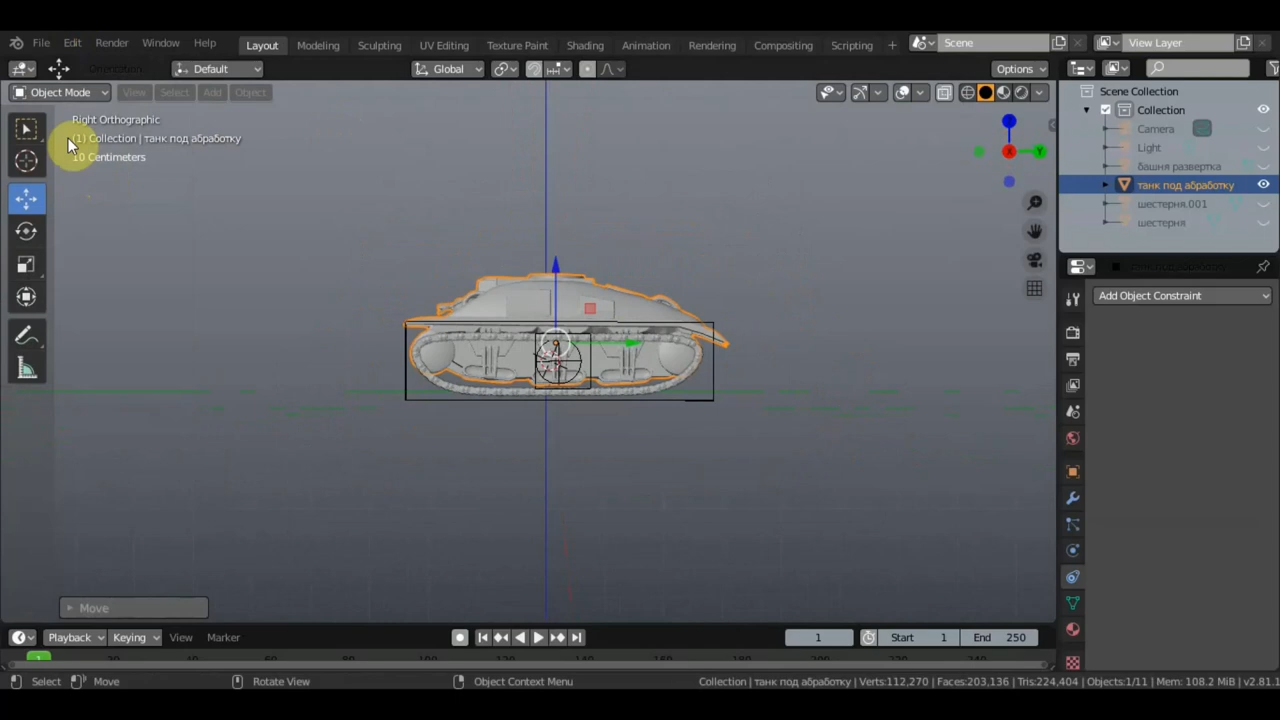 File Edit Render Window Help Layout Modeling Sculpting UV Editing Texture Paint Shading Animation Rendering Compositing Scripting + Scene View Layer
Default Global Options
Object Mode View Select Add Object
Right Orthographic
(1) Collection | танк под абработку
10 Centimeters
X
Y
Scene Collection
Collection
Camera
Light
башня развертка
танк под абработку
шестерня.001
шестерня
Add Object Constraint
Move
Playback Keying View Marker 1 Start 1 End 250
1
Select Move Rotate View Object Context Menu Collection | танк под абработку | Verts:112,270 | Faces:203,136 | Tris:224,404 | Objects:1/11 | Mem: 108.2 MiB | v2.81.1